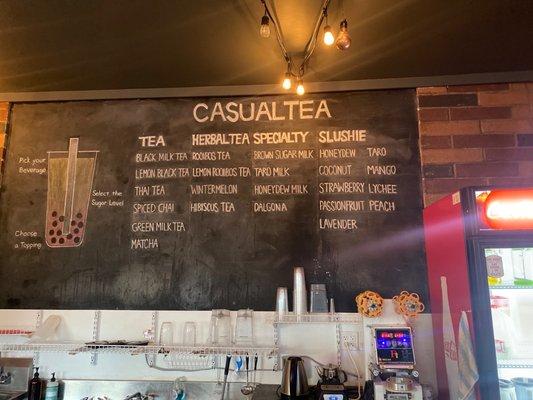 CASUALTEA
PICK YOUR
BEVERAGE
SELECT THE
SUGAR LEVEL
CHOOSE
A TOPPING
TEA
BLACK MILK TEA
LEMON BLACK TEA
THAI TEA
SPICED CHAI
GREEN MILK TEA
MATCHA
HERBALTEA
ROOIBOS TEA
LEMON ROOIBOS
WINTERMELON
HIBISCUS TEA
SPECIALTY
BROWN SUGAR MILK
TARO MILK
HONEYDEW MILK
DALGONA
SLUSHIE
HONEYDEW TARO
COCONUT MANGO
STRAWBERRY LYCHEE
PASSIONFRUIT PEACH
LAVENDER